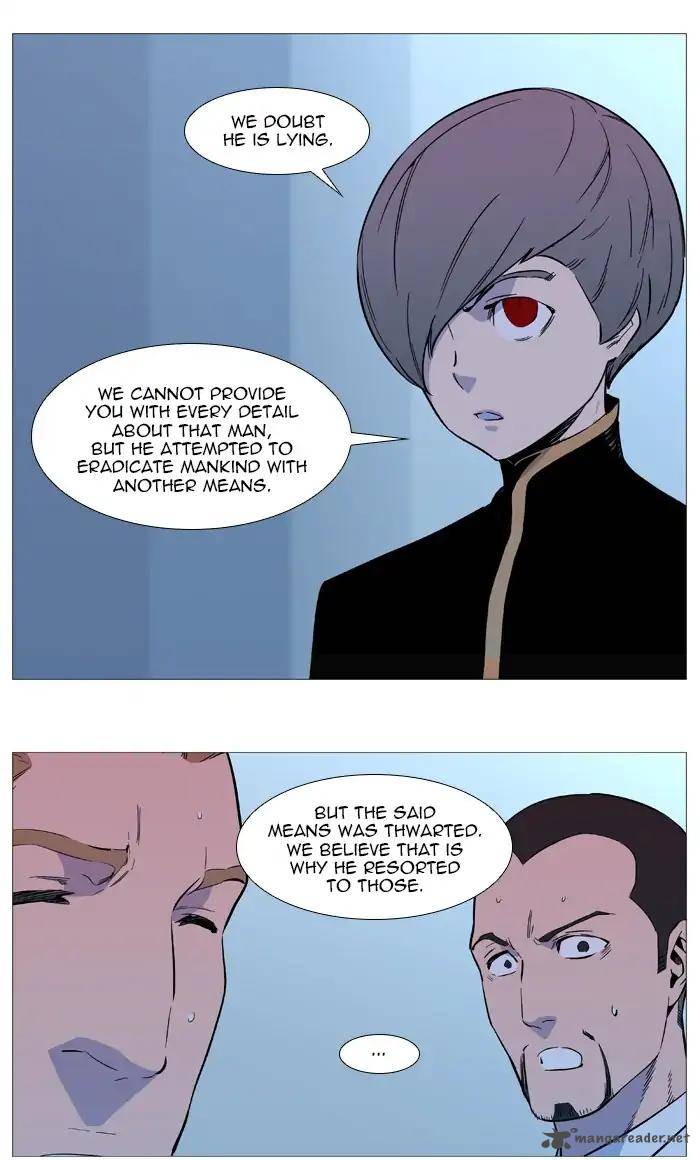 WE DOUBT
HE IS LYING.
WE CANNOT PROVIDE
YOU WITH EVERY DETAIL
ABOUT THAT MAN,
BUT HE ATTEMPTED TO
ERADICATE MANKIND WITH
ANOTHER MEANS.
BUT THE SAID
MEANS WAS THWARTED.
WE BELIEVE THAT IS
WHY HE RESORTED
TO THOSE.
...
mangareader.net